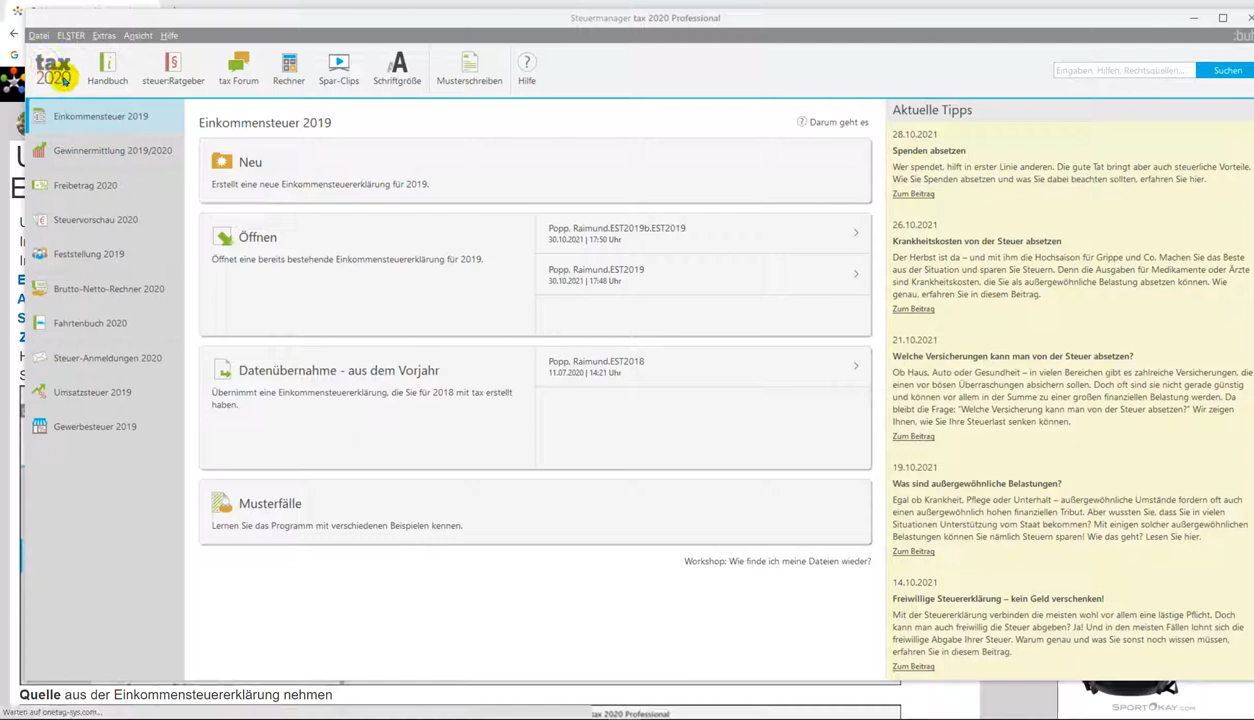 Steuermanager tax 2020 Professional
Datei ELSTER Extras Ansicht Hilfe
tax 2020
Handbuch
steuer:Ratgeber
tax Forum
Rechner
Spar-Clips
Schriftgröße
Musterschreiben
Hilfe
Eingaben, Hilfen, Rechtsquellen...
Suchen
Einkommensteuer 2019
Gewinnermittlung 2019/2020
Freibetrag 2020
Steuervorschau 2020
Feststellung 2019
Brutto-Netto-Rechner 2020
Fahrtenbuch 2020
Steuer-Anmeldungen 2020
Umsatzsteuer 2019
Gewerbesteuer 2019
Einkommensteuer 2019
Darum geht es
Neu
Erstellt eine neue Einkommensteuererklärung für 2019.
Öffnen
Öffnet eine bereits bestehende Einkommensteuererklärung für 2019.
Popp, Raimund.EST2019b.EST2019
30.10.2021 | 17:50 Uhr
Popp, Raimund.EST2019
30.10.2021 | 17:48 Uhr
Datenübernahme - aus dem Vorjahr
Übernimmt eine Einkommensteuererklärung, die Sie für 2018 mit tax erstellt
haben.
Popp, Raimund.EST2018
11.07.2020 | 14:21 Uhr
Musterfälle
Lernen Sie das Programm mit verschiedenen Beispielen kennen.
Workshop: Wie finde ich meine Dateien wieder?
Aktuelle Tipps
28.10.2021
Spenden absetzen
Wer spendet, hilft in erster Linie anderen. Die gute Tat bringt aber auch steuerliche Vorteile.
Wie Sie Spenden absetzen und was Sie dabei beachten sollten, erfahren Sie hier.
Zum Beitrag
26.10.2021
Krankheitskosten von der Steuer absetzen
Der Herbst ist da – und mit ihm die Hochsaison für Grippe und Co. Machen Sie das Beste
aus der Situation und sparen Sie Steuern. Denn die Ausgaben für Medikamente oder Ärzte
sind Krankheitskosten, die Sie als außergewöhnliche Belastung absetzen können. Wie
genau, erfahren Sie in diesem Beitrag.
Zum Beitrag
21.10.2021
Welche Versicherungen kann man von der Steuer absetzen?
Ob Haus, Auto oder Gesundheit – in vielen Bereichen gibt es zahlreiche Versicherungen,
die einen vor bösen Überraschungen absichern sollen. Doch oft sind sie nicht gerade günstig
und können vor allem in der Summe zu einer großen finanziellen Belastung werden. Da
bleibt die Frage: "Welche Versicherung kann man von der Steuer absetzen?" Wir zeigen
Ihnen, wie Sie Ihre Steuerlast senken können.
Zum Beitrag
19.10.2021
Was sind außergewöhnliche Belastungen?
Egal ob Krankheit, Pflege oder Unterhalt – außergewöhnliche Umstände fordern oft auch
einen außergewöhnlich hohen finanziellen Tribut. Aber wussten Sie, dass Sie in vielen
Situationen Unterstützung vom Staat bekommen? Mit einigen solcher außergewöhnlichen
Belastungen können Sie nämlich Steuern sparen! Wie das geht? Lesen Sie hier.
Zum Beitrag
14.10.2021
Freiwillige Steuererklärung – kein Geld verschenken!
Mit der Steuererklärung verbinden die meisten wohl vor allem eine lästige Pflicht. Doch
kann man auch freiwillig die Steuer abgeben? Ja! Und in den meisten Fällen lohnt sich die
freiwillige Abgabe Ihrer Steuer. Warum genau und was Sie sonst noch wissen müssen,
erfahren Sie in diesem Beitrag.
Zum Beitrag
Quelle aus der Einkommensteuererklärung nehmen
Warten auf onetag-sys.com...
tax 2020 Professional
SPORTOKAY.com